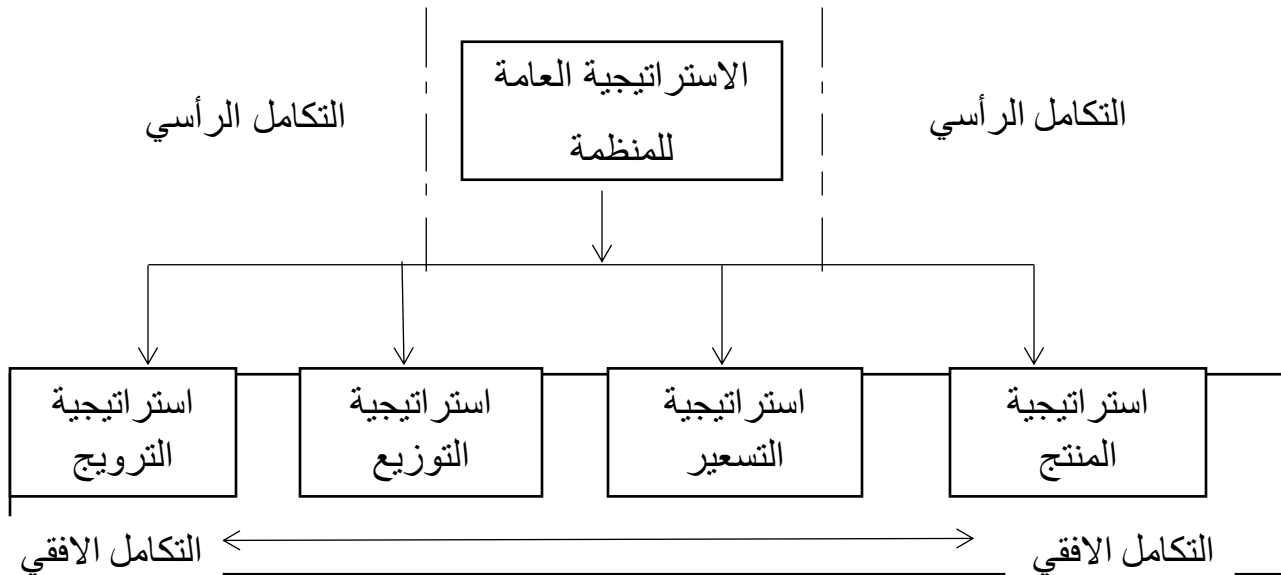 الاستراتيجية العامة
للمنظمة
التكامل الرأسي
التكامل الرأسي
استراتيجية
المنتج
استراتيجية
التسعير
استراتيجية
التوزيع
استراتيجية
الترويج
التكامل الافقي
التكامل الافقي